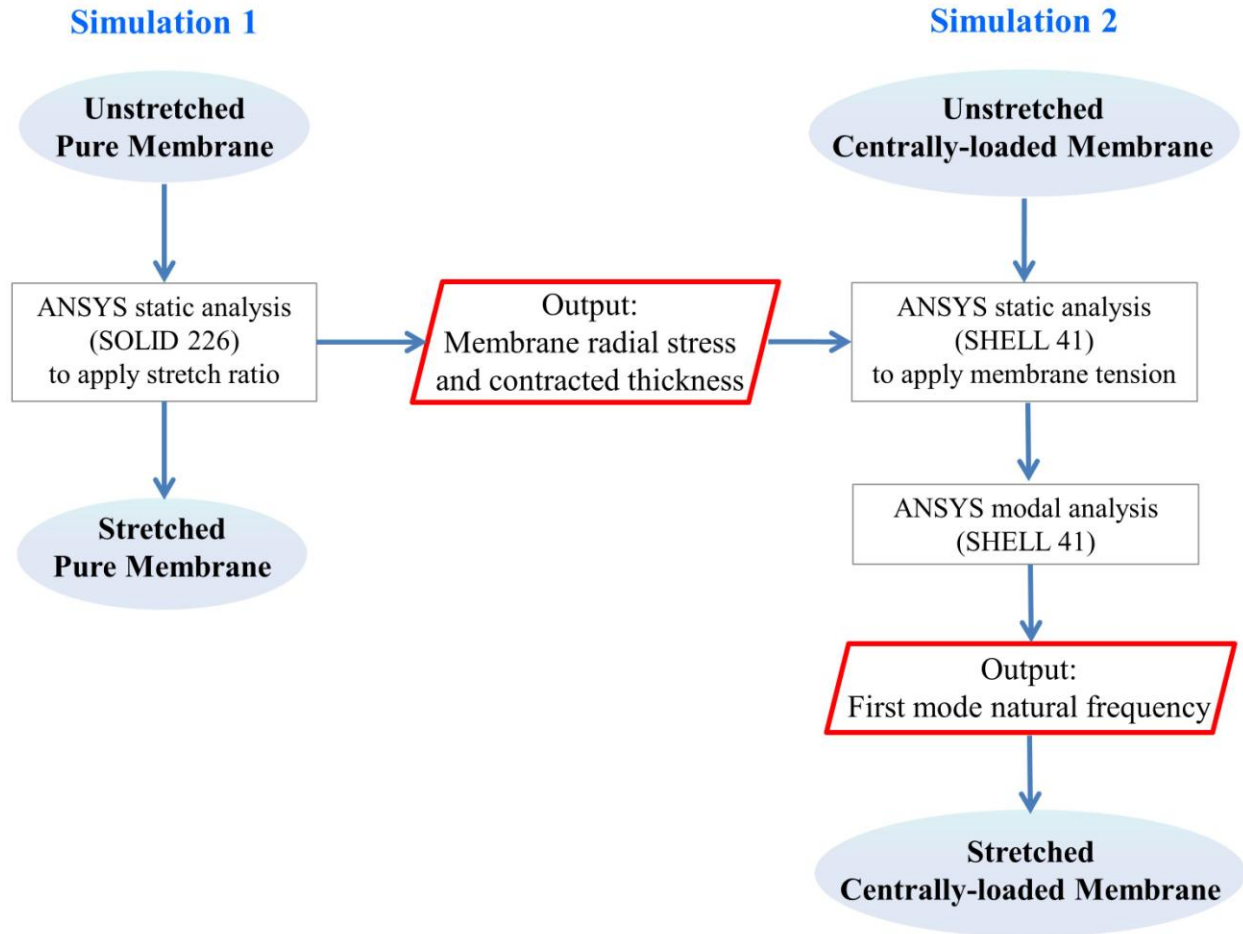 Simulation 1
Unstretched
Pure Membrane
ANSYS static analysis
(SOLID 226)
to apply stretch ratio
Output:
Membrane radial stress
and contracted thickness
Stretched
Pure Membrane
Simulation 2
Unstretched
Centrally-loaded Membrane
ANSYS static analysis
(SHELL 41)
to apply membrane tension
ANSYS modal analysis
(SHELL 41)
Output:
First mode natural frequency
Stretched
Centrally-loaded Membrane